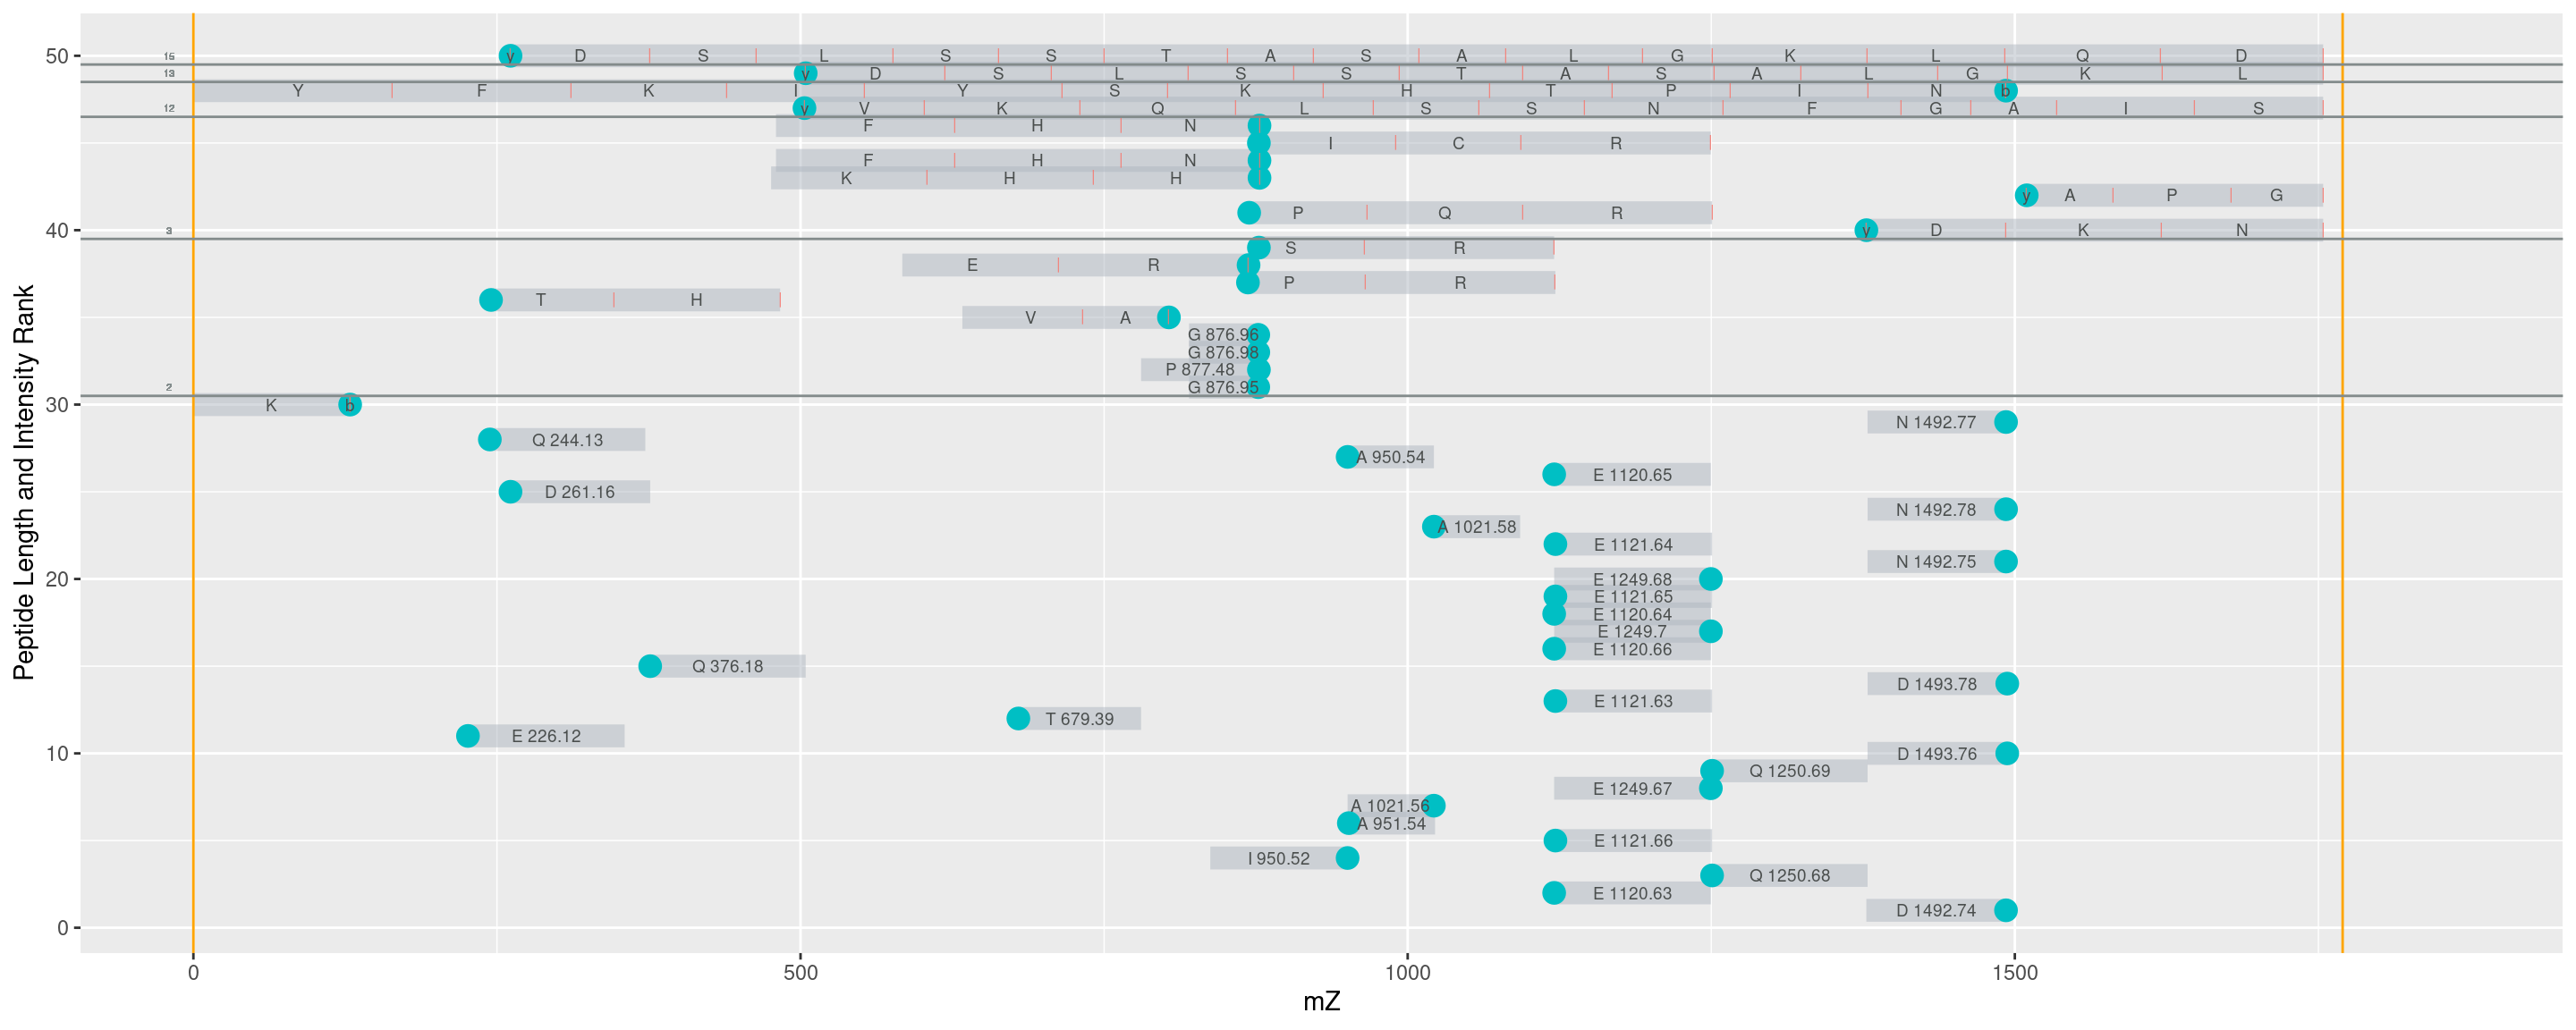 50
15
y D S L S S T A S A L G K L Q D
13
y D S L S S T A S A L G K L
Y F K I Y S K H T P I N b
12
y V K Q L S S N F G A I S
F H N
I C R
F H N
K H H
y A P G
P Q R
40
3
y D K N
S R
E R
P R
T H
V A
G 876.96
G 876.98
P 877.48
2
G 876.95
30
K b
N 1492.77
Q 244.13
A 950.54
E 1120.65
D 261.16
N 1492.78
A 1021.58
E 1121.64
N 1492.75
20
E 1249.68
E 1121.65
E 1120.64
E 1249.7
E 1120.66
Q 376.18
D 1493.78
E 1121.63
T 679.39
E 226.12
10
D 1493.76
Q 1250.69
E 1249.67
A 1021.56
A 951.54
E 1121.66
I 950.52
Q 1250.68
E 1120.63
D 1492.74
0
0 500 1000 1500
mZ
Peptide Length and Intensity Rank